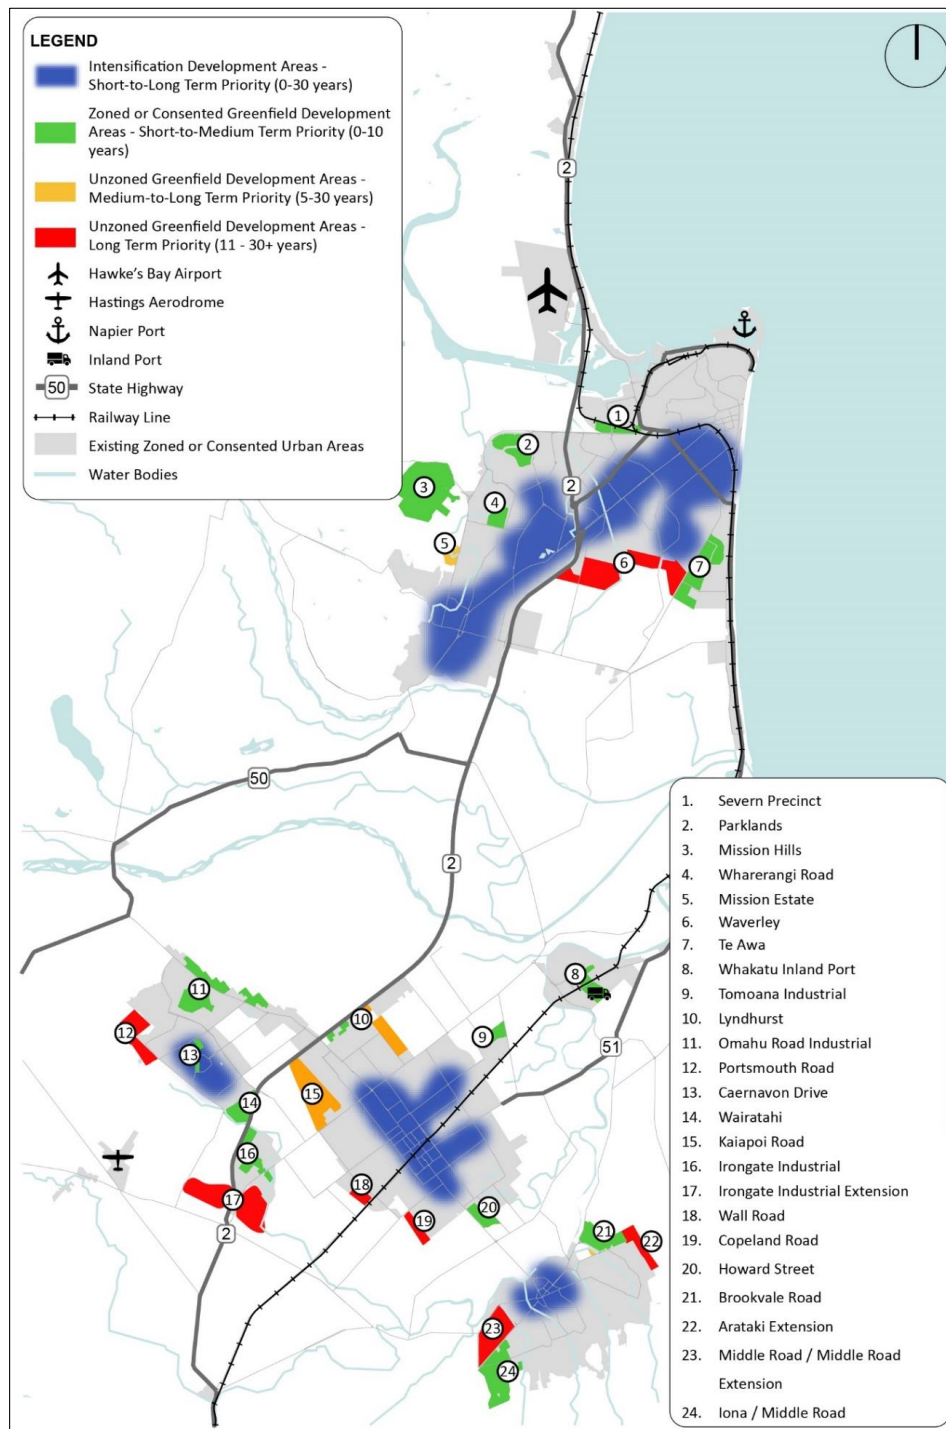 LEGEND
Intensification Development Areas -
Short-to-Long Term Priority (0-30 years)
Zoned or Consented Greenfield Development
Areas - Short-to-Medium Term Priority (0-10
years)
Unzoned Greenfield Development Areas -
Medium-to-Long Term Priority (5-30 years)
Unzoned Greenfield Development Areas -
Long Term Priority (11 - 30+ years)
Hawke's Bay Airport
Hastings Aerodrome
Napier Port
Inland Port
50 State Highway
Railway Line
Existing Zoned or Consented Urban Areas
Water Bodies
2
1
2
3
2
4
5
6
7
50
2
8
11
10
9
12
13
51
15
14
16
18
17
20
19
2
21
22
23
24
1. Severn Precinct
2. Parklands
3. Mission Hills
4. Wharerangi Road
5. Mission Estate
6. Waverley
7. Te Awa
8. Whakatu Inland Port
9. Tomoana Industrial
10. Lyndhurst
11. Omahu Road Industrial
12. Portsmouth Road
13. Caernavon Drive
14. Wairatahi
15. Kaiapoi Road
16. Irongate Industrial
17. Irongate Industrial Extension
18. Wall Road
19. Copeland Road
20. Howard Street
21. Brookvale Road
22. Arataki Extension
23. Middle Road / Middle Road
Extension
24. Iona / Middle Road